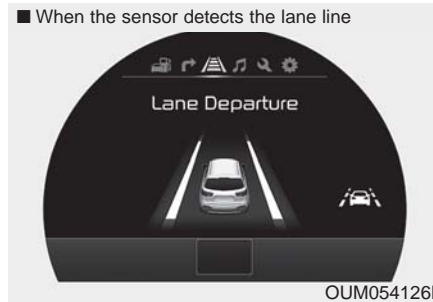 ■ When the sensor detects the lane line
Lane Departure
OUM054126L